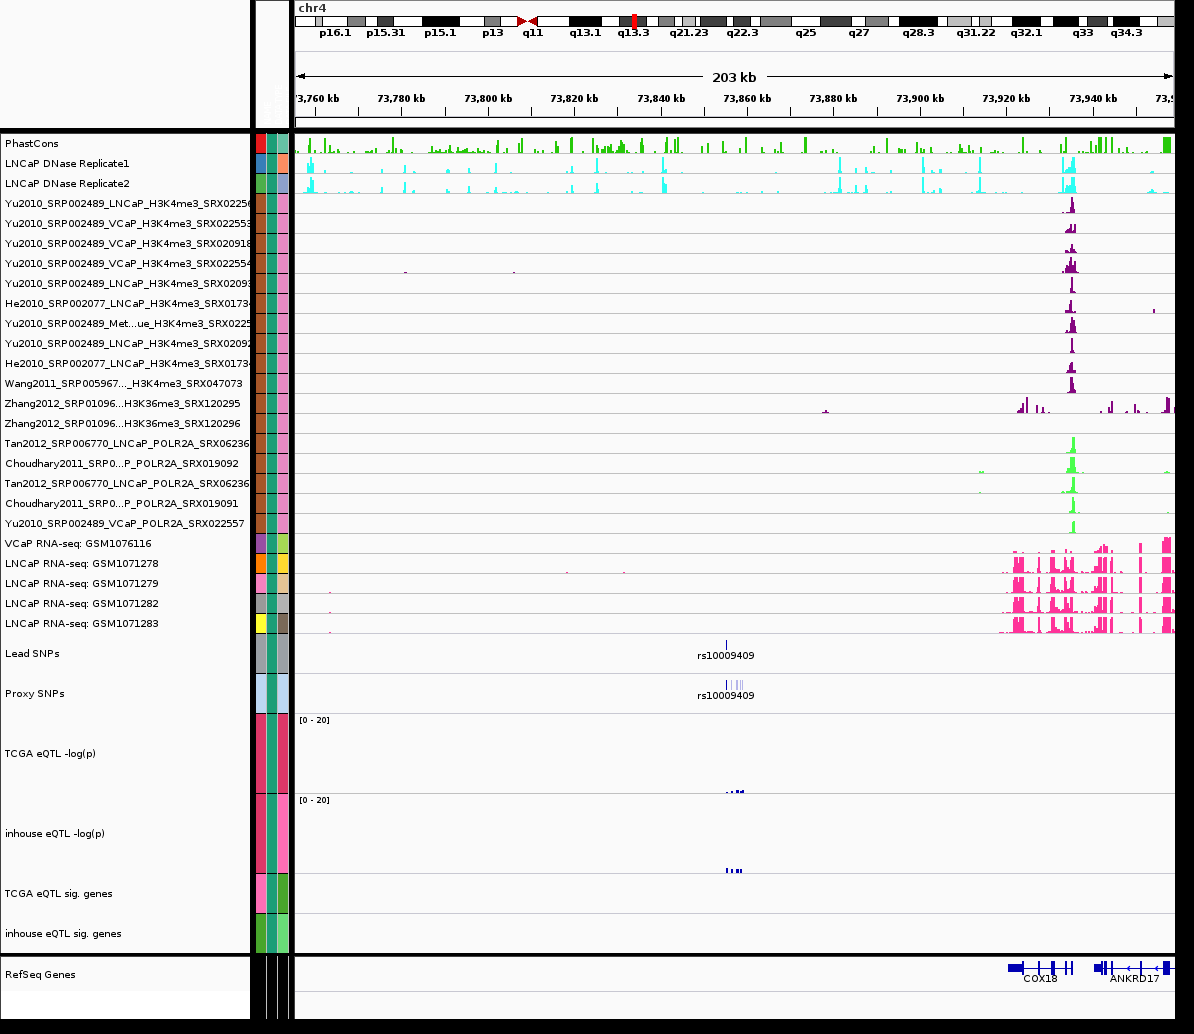 chr4
p16.1 p15.31 p15.1 p13 q11 q13.1 q13.3 q21.23 q22.3 q25 q27 q28.3 q31.22 q32.1 q33 q34.3
203 kb
3,760 kb 73,780 kb 73,800 kb 73,820 kb 73,840 kb 73,860 kb 73,880 kb 73,900 kb 73,920 kb 73,940 kb 73,9
PhastCons
LNCaP DNase Replicate1
LNCaP DNase Replicate2
Yu2010_SRP002489_LNCaP_H3K4me3_SRX02256
Yu2010_SRP002489_VCaP_H3K4me3_SRX022553
Yu2010_SRP002489_VCaP_H3K4me3_SRX020918
Yu2010_SRP002489_VCaP_H3K4me3_SRX022554
Yu2010_SRP002489_LNCaP_H3K4me3_SRX02093
He2010_SRP002077_LNCaP_H3K4me3_SRX01734
Yu2010_SRP002489_Met...ue_H3K4me3_SRX0225
Yu2010_SRP002489_LNCaP_H3K4me3_SRX02092
He2010_SRP002077_LNCaP_H3K4me3_SRX01734
Wang2011_SRP005967..._H3K4me3_SRX047073
Zhang2012_SRP01096...H3K36me3_SRX120295
Zhang2012_SRP01096...H3K36me3_SRX120296
Tan2012_SRP006770_LNCaP_POLR2A_SRX06236
Choudhary2011_SRP0...P_POLR2A_SRX019092
Tan2012_SRP006770_LNCaP_POLR2A_SRX06236
Choudhary2011_SRP0...P_POLR2A_SRX019091
Yu2010_SRP002489_VCaP_POLR2A_SRX022557
VCaP RNA-seq: GSM1076116
LNCaP RNA-seq: GSM1071278
LNCaP RNA-seq: GSM1071279
LNCaP RNA-seq: GSM1071282
LNCaP RNA-seq: GSM1071283
Lead SNPs
rs10009409
Proxy SNPs
rs10009409
[0 - 20]
TCGA eQTL -log(p)
[0 - 20]
inhouse eQTL -log(p)
TCGA eQTL sig. genes
inhouse eQTL sig. genes
RefSeq Genes
COX18 ANKRD17